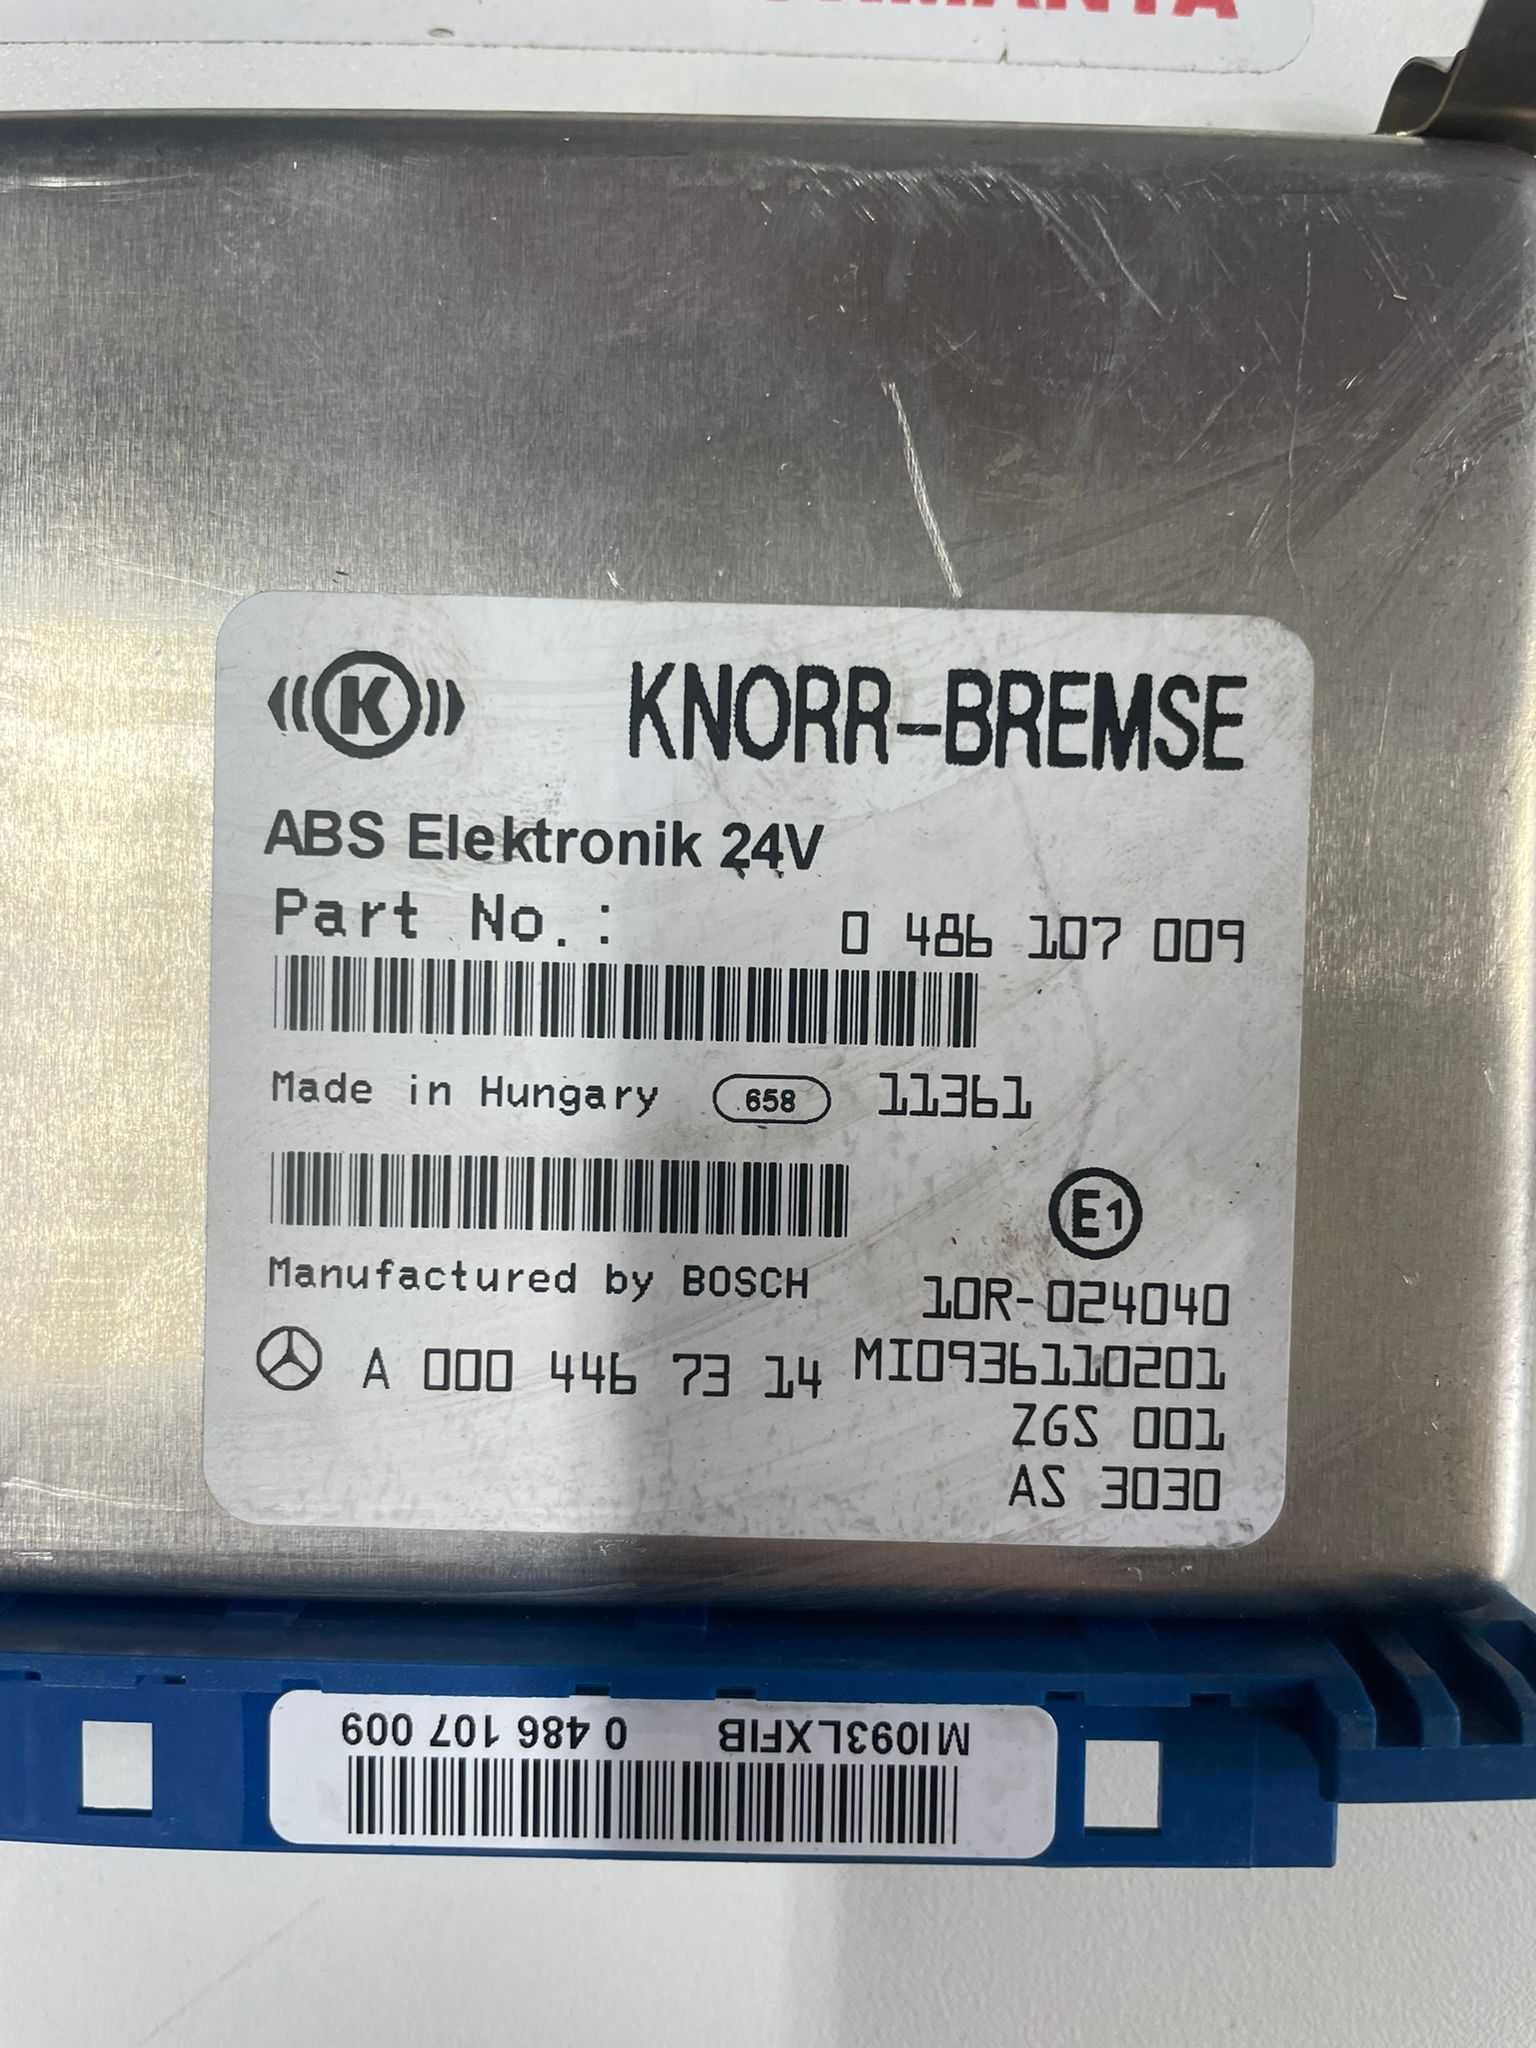 K
KNORR-BREMSE
ABS Elektronik 24V
Part No.: 0 486 107 009
Made in Hungary 658 11361
E1
Manufactured by BOSCH
10R-024040
A 000 446 73 14 MI0936110201
ZGS 001
AS 3030
MI093LXFIB 0 486 107 009